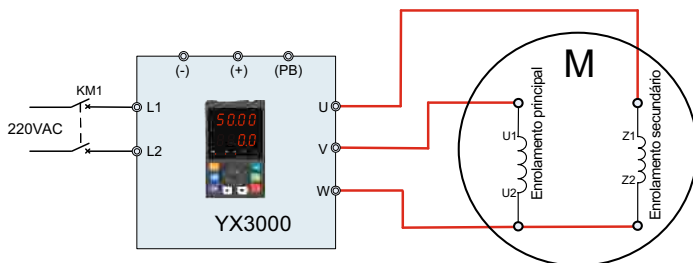 (-) (+) (PB)
KM1
220VAC
L1
L2
50.00
0.0
YX3000
U
V
W
M
U1
U2
Enrolamento principal
Z1
Z2
Enrolamento secundário